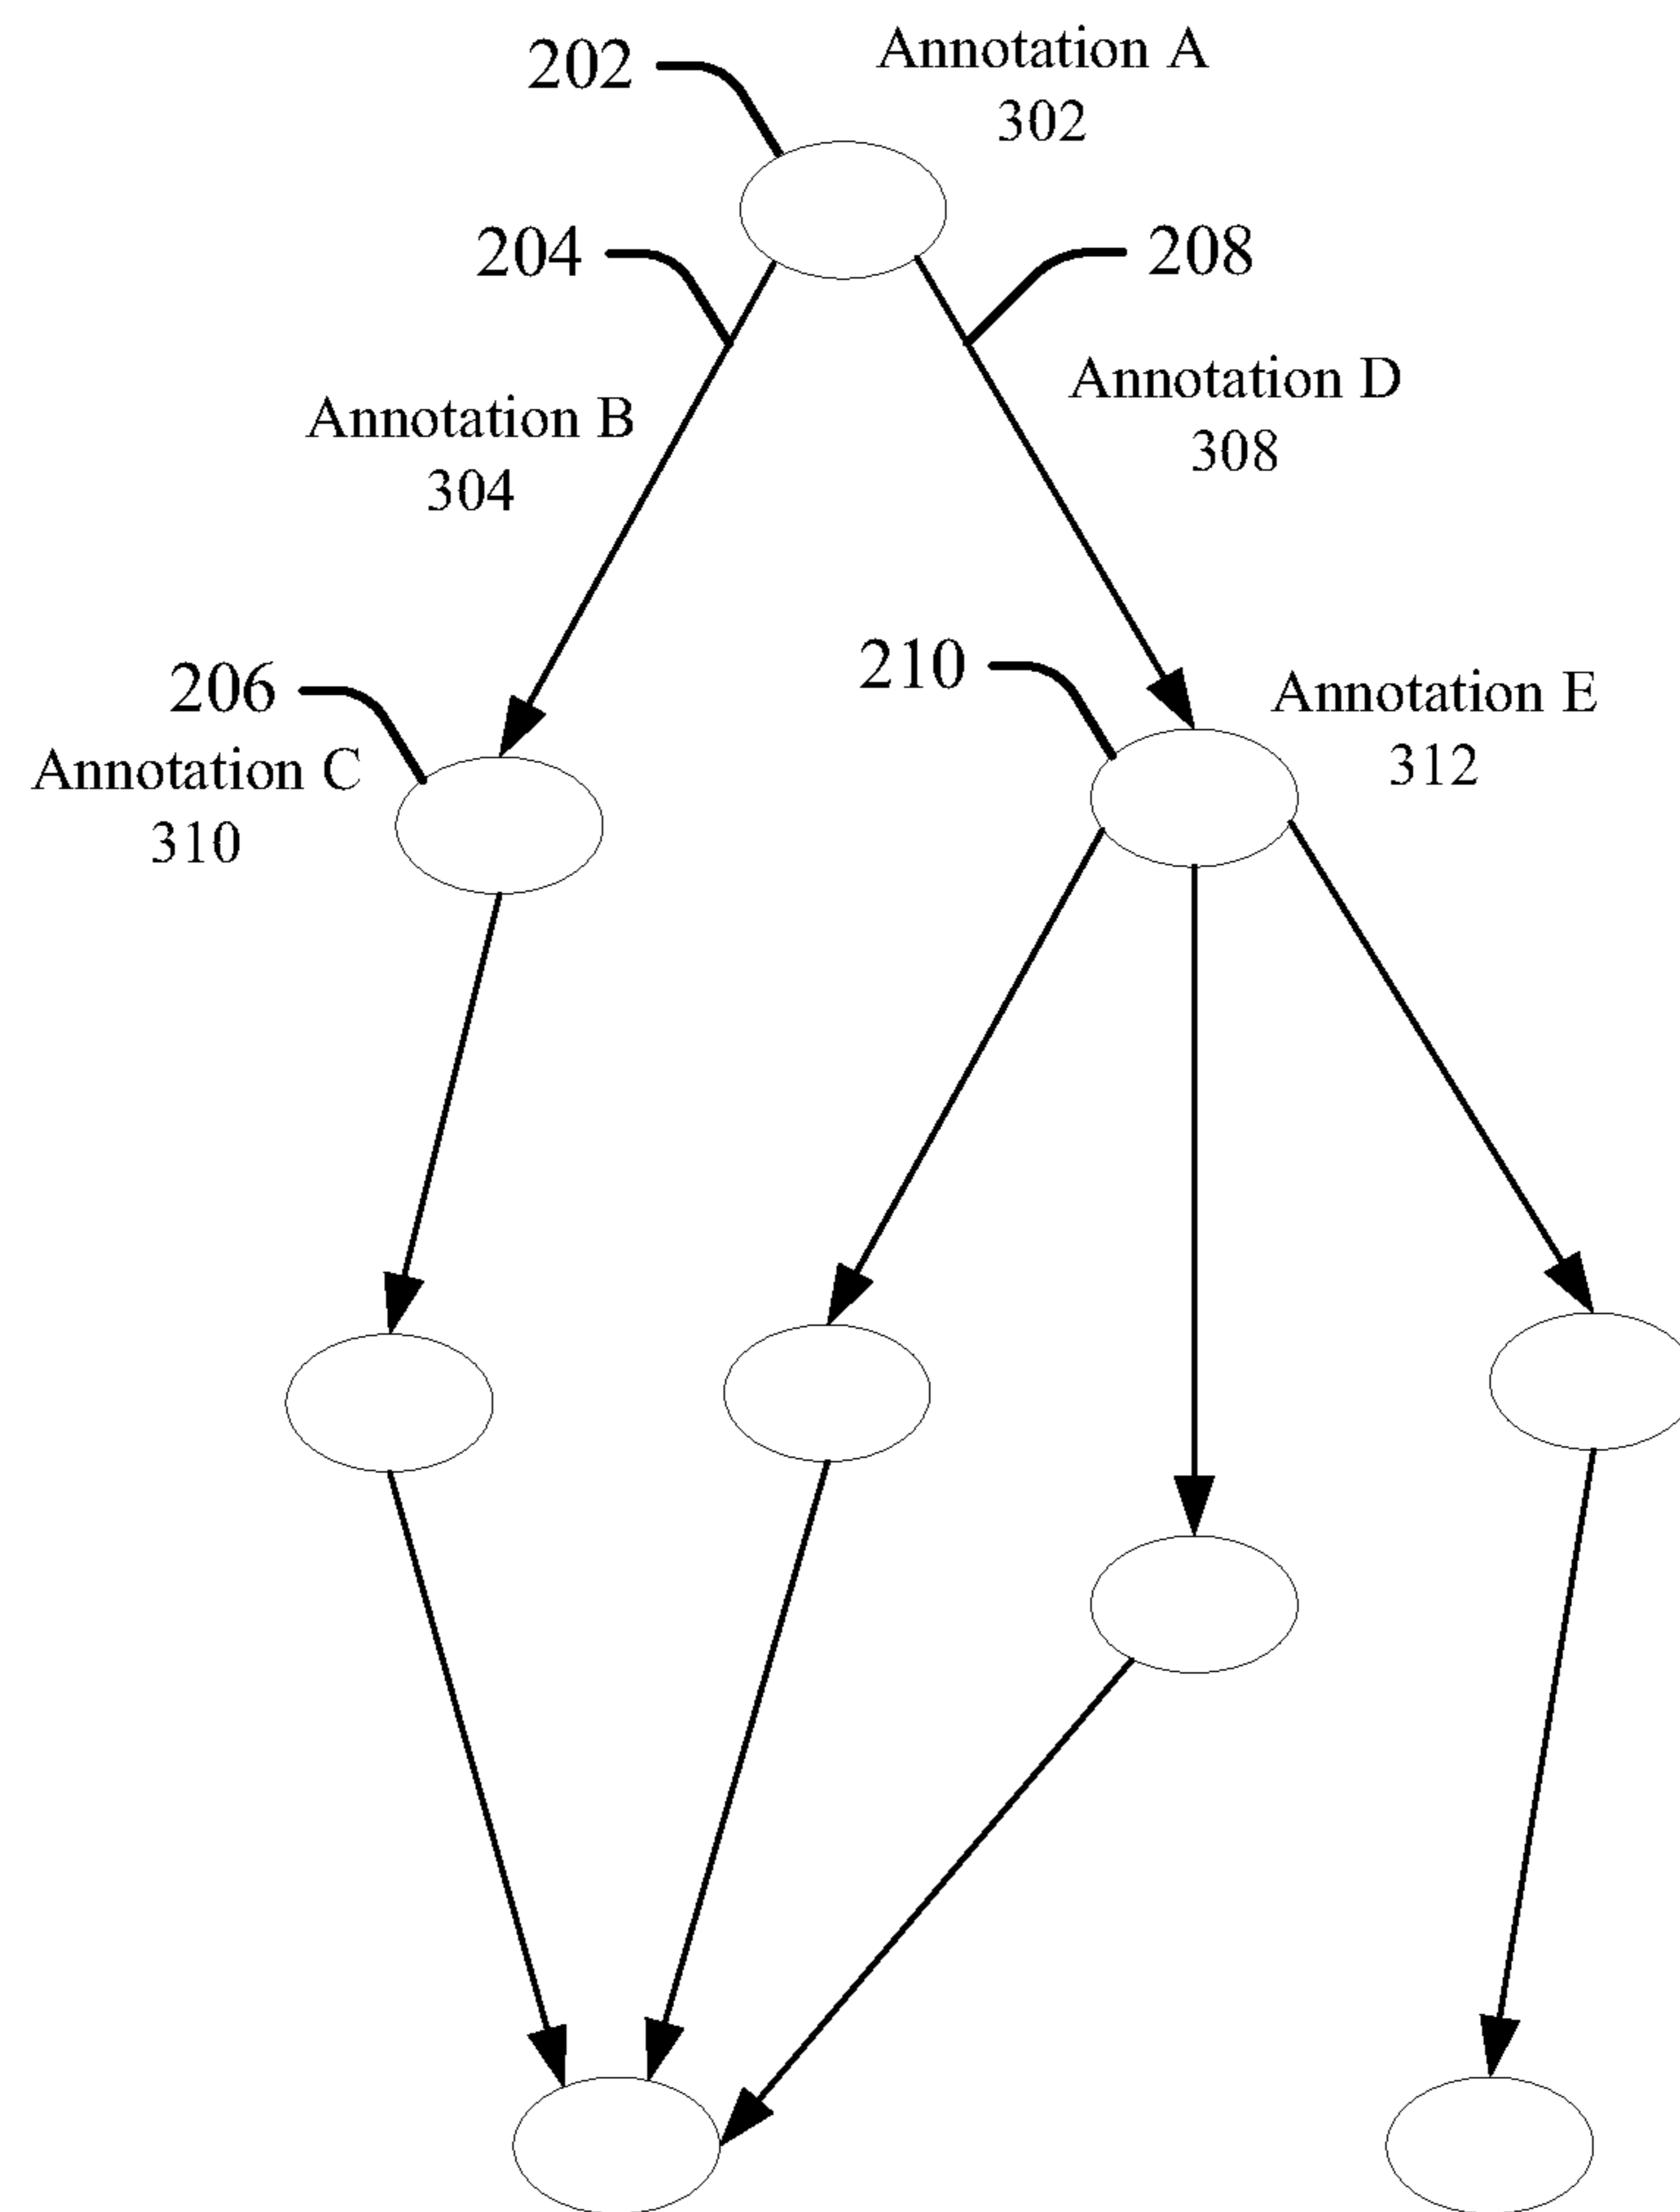 202
Annotation A
302
204
208
Annotation B
304
Annotation D
308
206
Annotation C
310
210
Annotation E
312